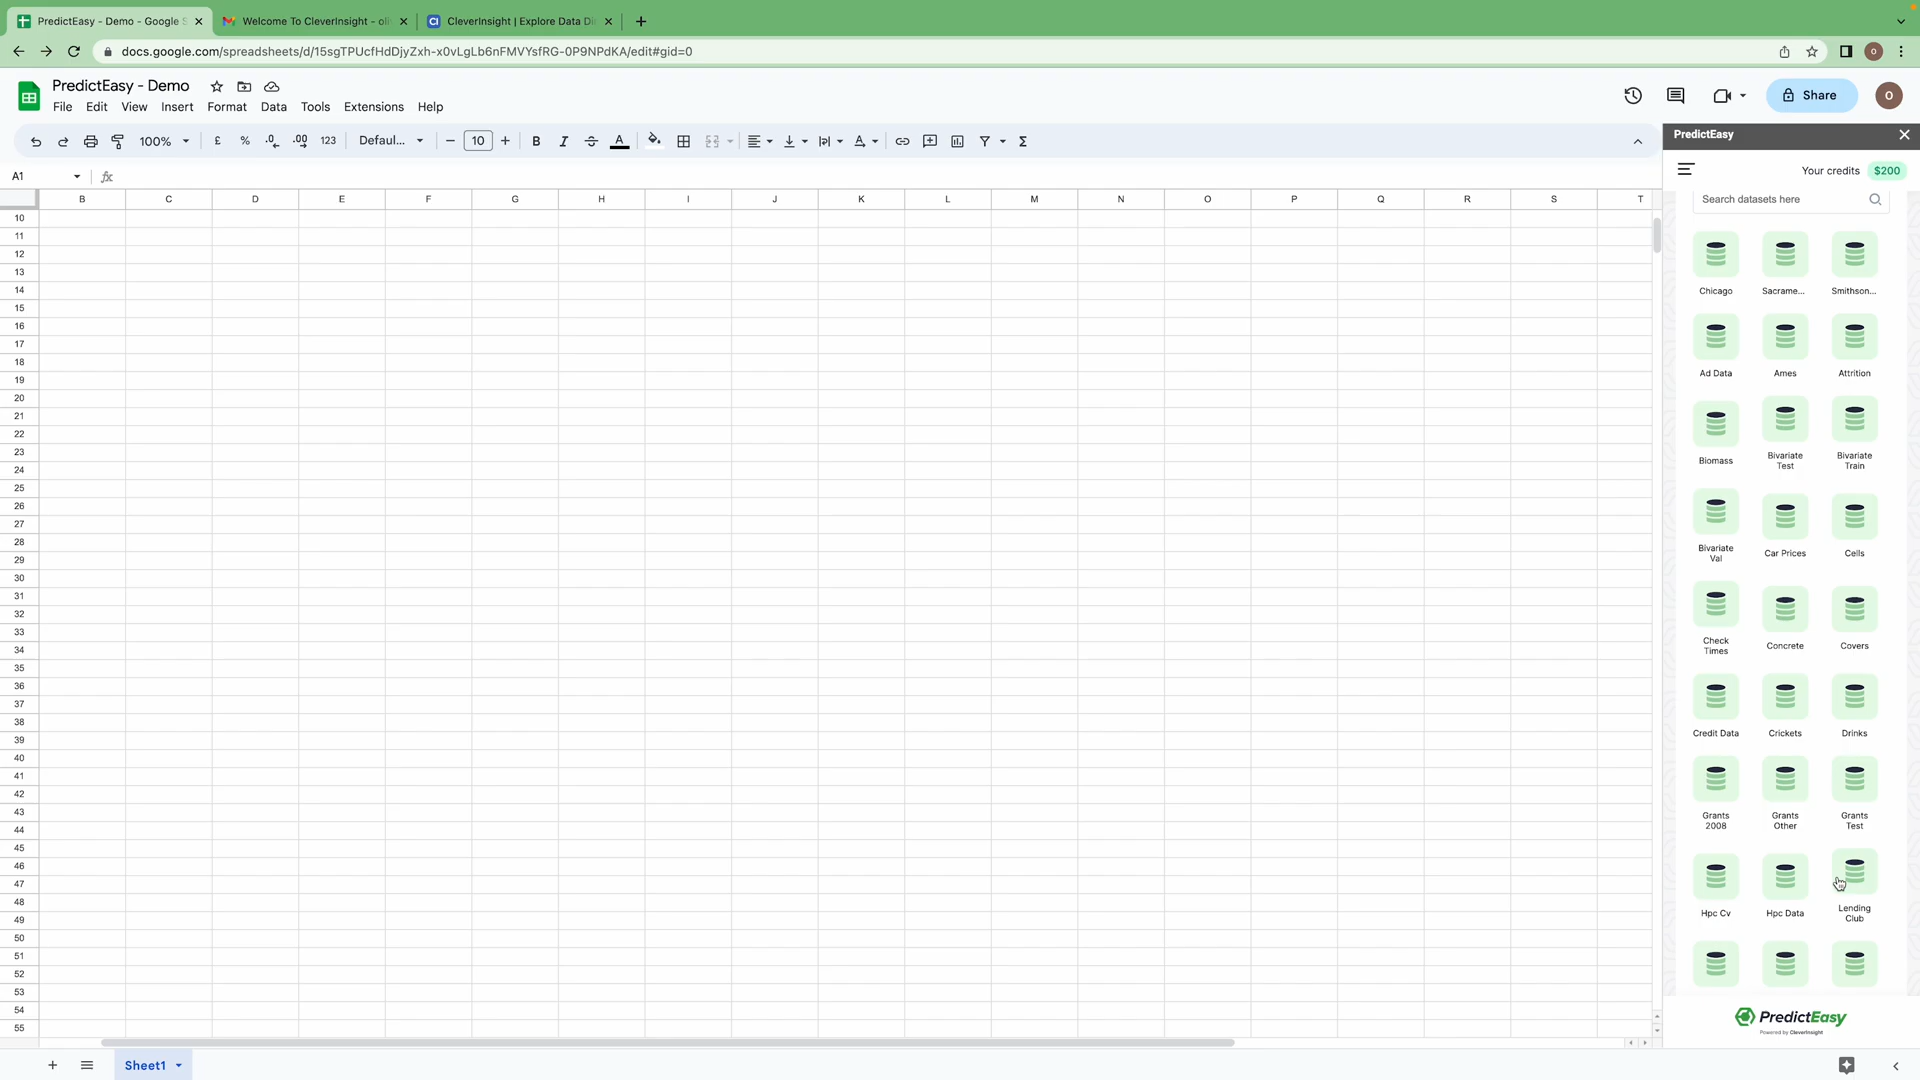 PredictEasy - Demo - Google S
Welcome To CleverInsight - oli
CleverInsight | Explore Data Di
docs.google.com/spreadsheets/d/15sgTPUcfHdDjyZxh-x0vLgLb6nFMVYsfRG-0P9NPdKA/edit#gid=0
O
PredictEasy - Demo
File Edit View Insert Format Data Tools Extensions Help
Share
O
100% £ % .0 .00 123 Defaul... 10 B I A Σ
PredictEasy
A1 fx
Your credits $200
B C D E F G H I J K L M N O P Q R S T
Search datasets here
10
11
12
13
14
15
16
17
18
19
20
21
22
23
24
25
26
27
28
29
30
31
32
33
34
35
36
37
38
39
40
41
42
43
44
45
46
47
48
49
50
51
52
53
54
55
Chicago Sacrame... Smithson...
Ad Data Ames Attrition
Biomass Bivariate Test Bivariate Train
Bivariate Val Car Prices Cells
Check Times Concrete Covers
Credit Data Crickets Drinks
Grants 2008 Grants Other Grants Test
Hpc Cv Hpc Data Lending Club
PredictEasy
Powered by CleverInsight
Sheet1